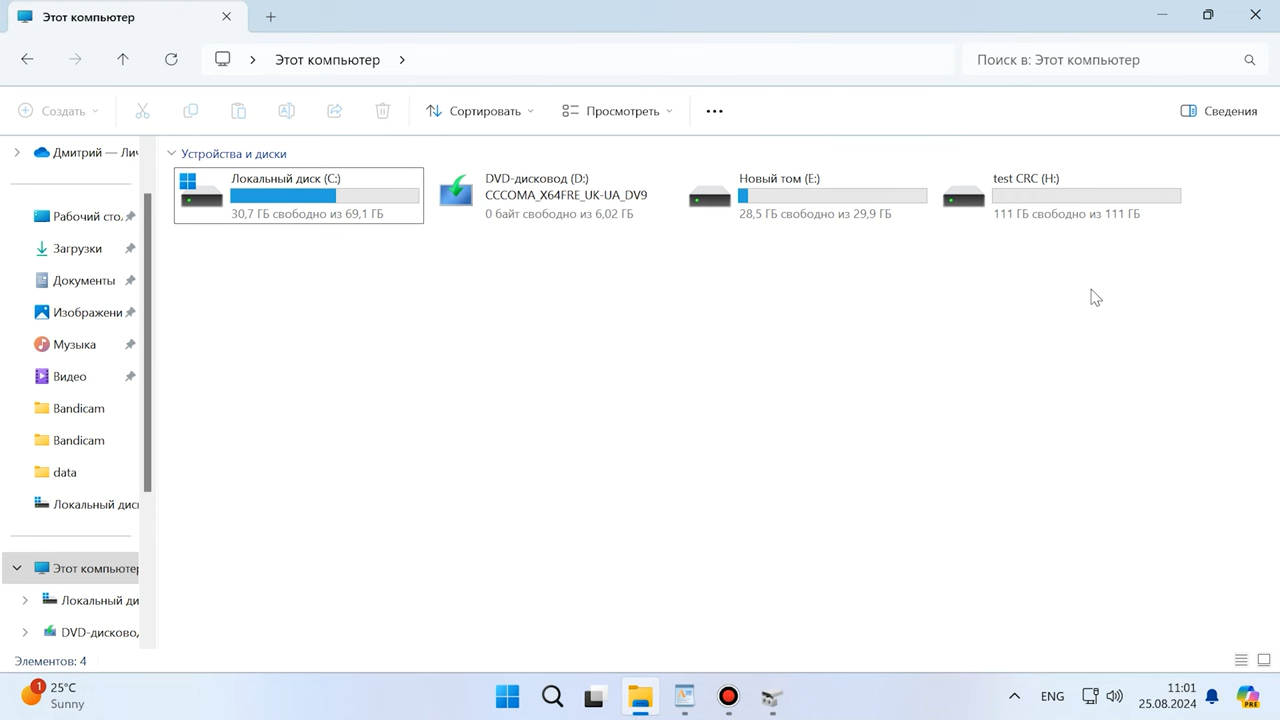 Этот компьютер
Этот компьютер
Поиск в: Этот компьютер
Создать
Сортировать
Просмотреть
Сведения
Дмитрий — Лич
Рабочий сто
Загрузки
Документы
Изображени
Музыка
Видео
Bandicam
Bandicam
data
Локальный дис
Этот компьютер
Локальный ди
DVD-дисковод
Устройства и диски
Локальный диск (C:)
30,7 ГБ свободно из 69,1 ГБ
DVD-дисковод (D:)
CCCOMA_X64FRE_UK-UA_DV9
0 байт свободно из 6,02 ГБ
Новый том (E:)
28,5 ГБ свободно из 29,9 ГБ
test CRC (H:)
111 ГБ свободно из 111 ГБ
Элементов: 4
1
25°C
Sunny
ENG
11:01
25.08.2024
PRE